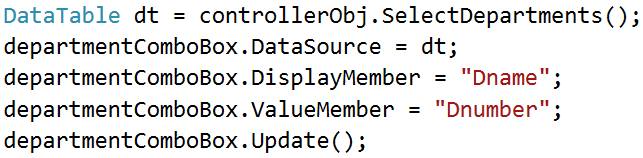 DataTable dt = controllerObj.SelectDepartments();
departmentComboBox.DataSource = dt;
departmentComboBox.DisplayMember = "Dname";
departmentComboBox.ValueMember = "Dnumber";
departmentComboBox.Update();